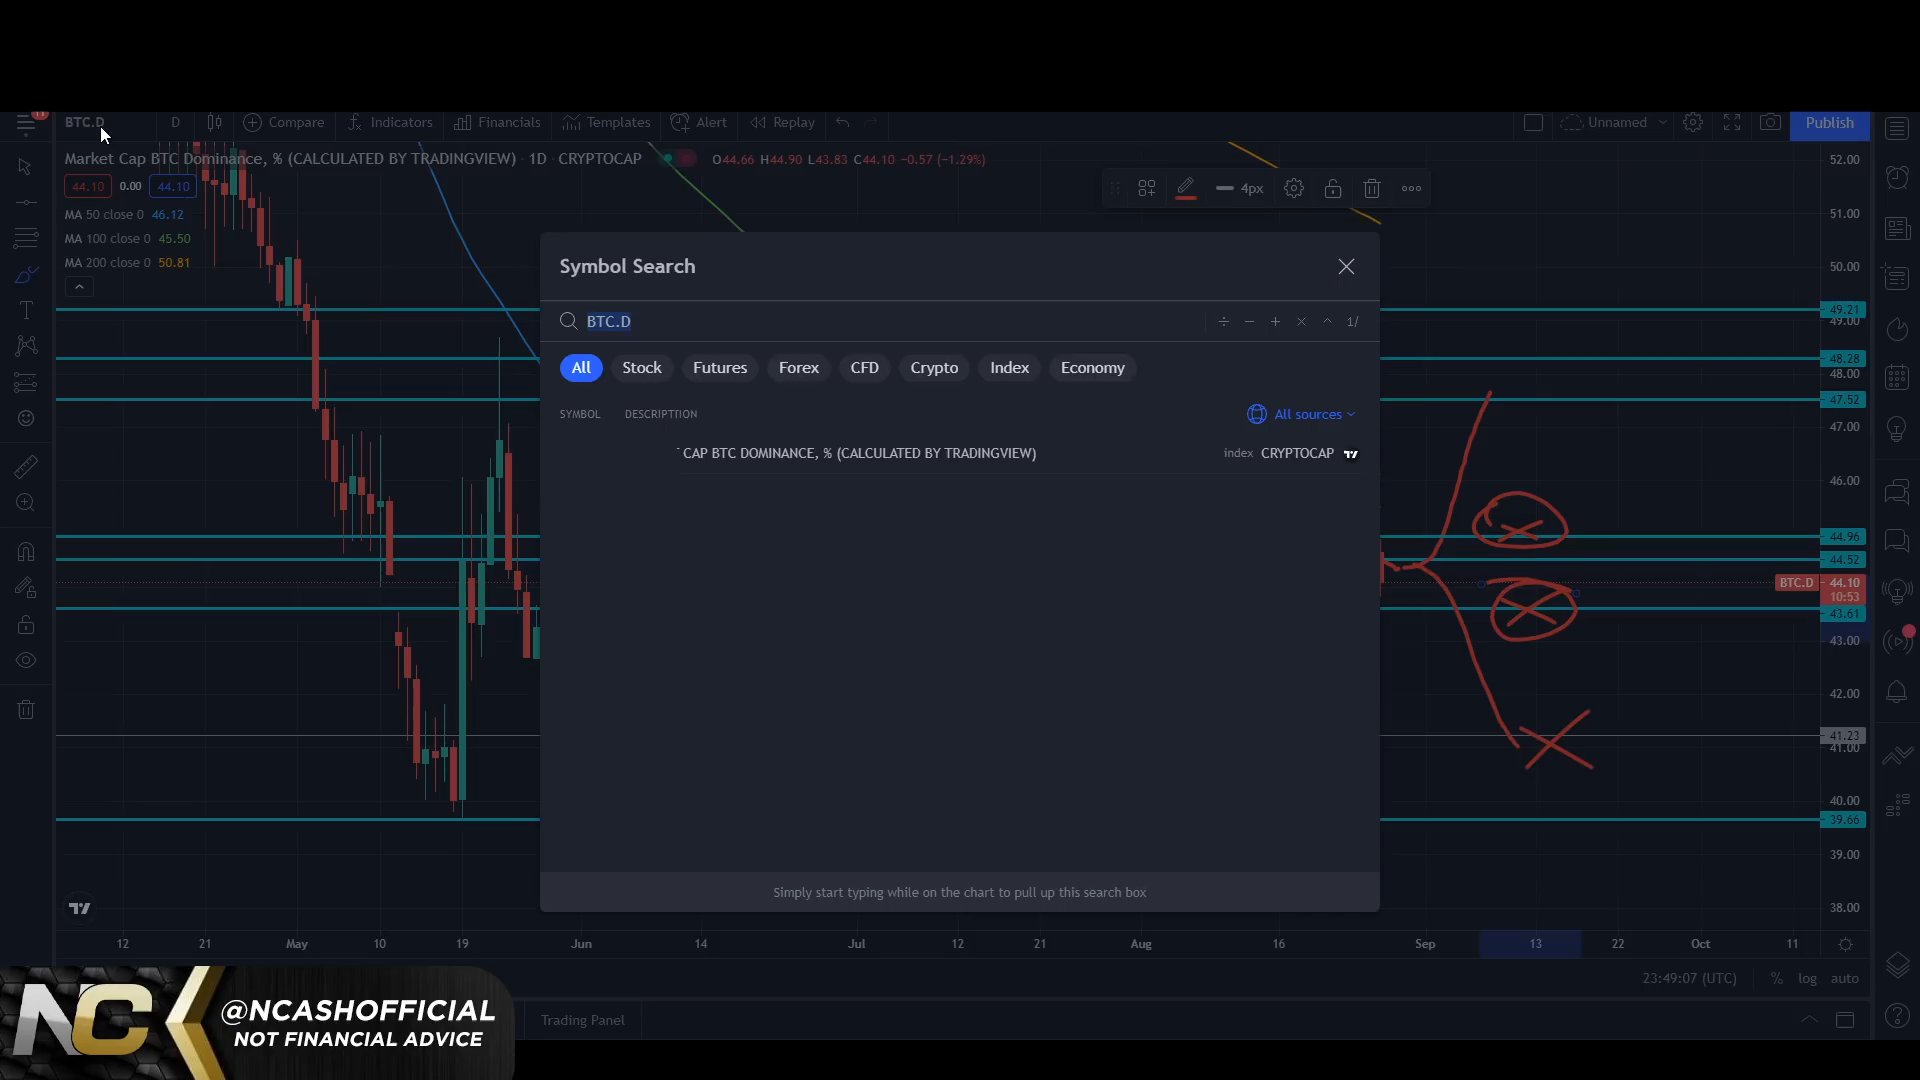 11
BTC.D
D
Compare
Indicators
Financials
Templates
Alert
Replay
Unnamed
Publish
Market Cap BTC Dominance, % (CALCULATED BY TRADINGVIEW) · 1D · CRYPTOCAP
O44.66 H44.90 L43.83 C44.10 −0.57 (−1.29%)
44.10 0.00 44.10
MA 50 close 0 46.12
MA 100 close 0 45.50
MA 200 close 0 50.81
4px
Symbol Search
BTC.D
÷ − + × ^ 1/
All
Stock
Futures
Forex
CFD
Crypto
Index
Economy
SYMBOL
DESCRIPTION
All sources
CAP BTC DOMINANCE, % (CALCULATED BY TRADINGVIEW)
index CRYPTOCAP
Simply start typing while on the chart to pull up this search box
52.00
51.00
50.00
49.21
49.00
48.28
48.00
47.52
47.00
46.00
44.96
44.52
BTC.D 44.10
10:53
43.61
43.00
42.00
41.23
41.00
40.00
39.66
39.00
38.00
12 21 May 10 19 Jun 14 Jul 12 21 Aug 16 Sep 13 22 Oct 11
23:49:07 (UTC)
%
log
auto
Trading Panel
NC
@NCASHOFFICIAL
NOT FINANCIAL ADVICE